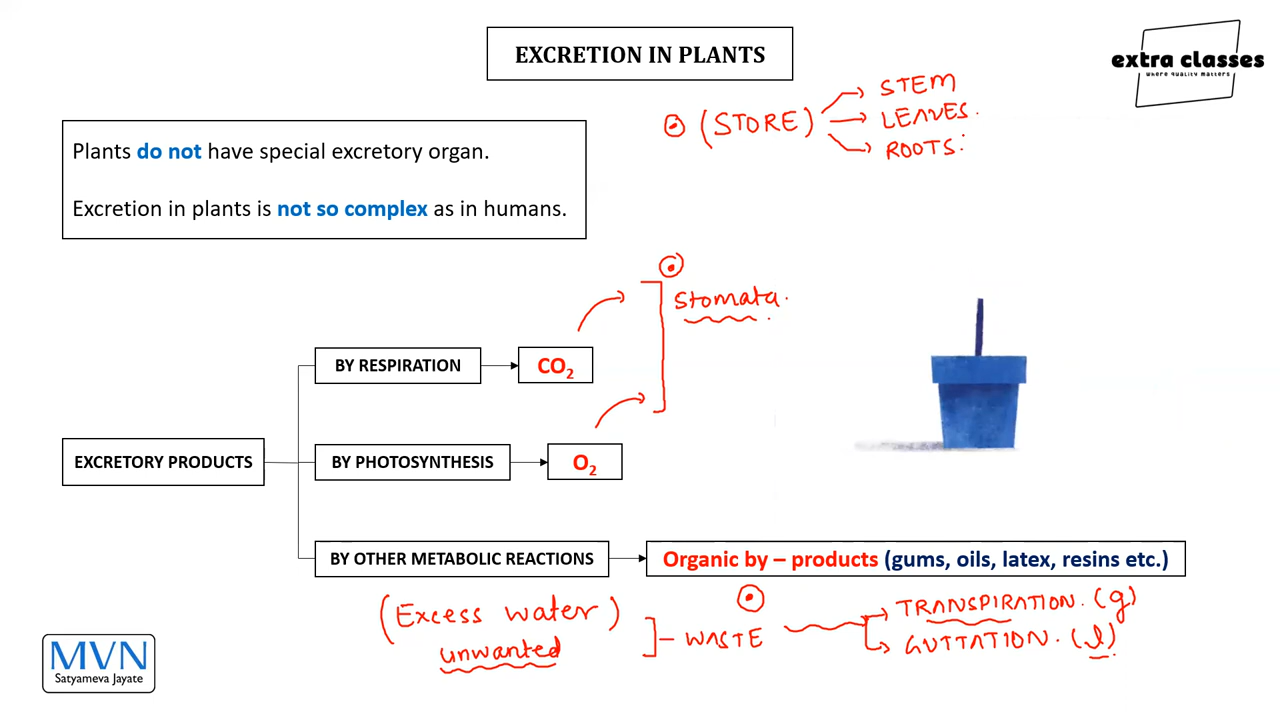 EXCRETION IN PLANTS
extra classes
where quality matters
(STORE)
STEM
LEAVES.
ROOTS.
Plants do not have special excretory organ.
Excretion in plants is not so complex as in humans.
Stomata.
BY RESPIRATION
CO₂
EXCRETORY PRODUCTS
BY PHOTOSYNTHESIS
O₂
BY OTHER METABOLIC REACTIONS
Organic by – products (gums, oils, latex, resins etc.)
(Excess water)
unwanted
WASTE
TRANSPIRATION. (g)
GUTTATION. (l)
MVN
Satyameva Jayate